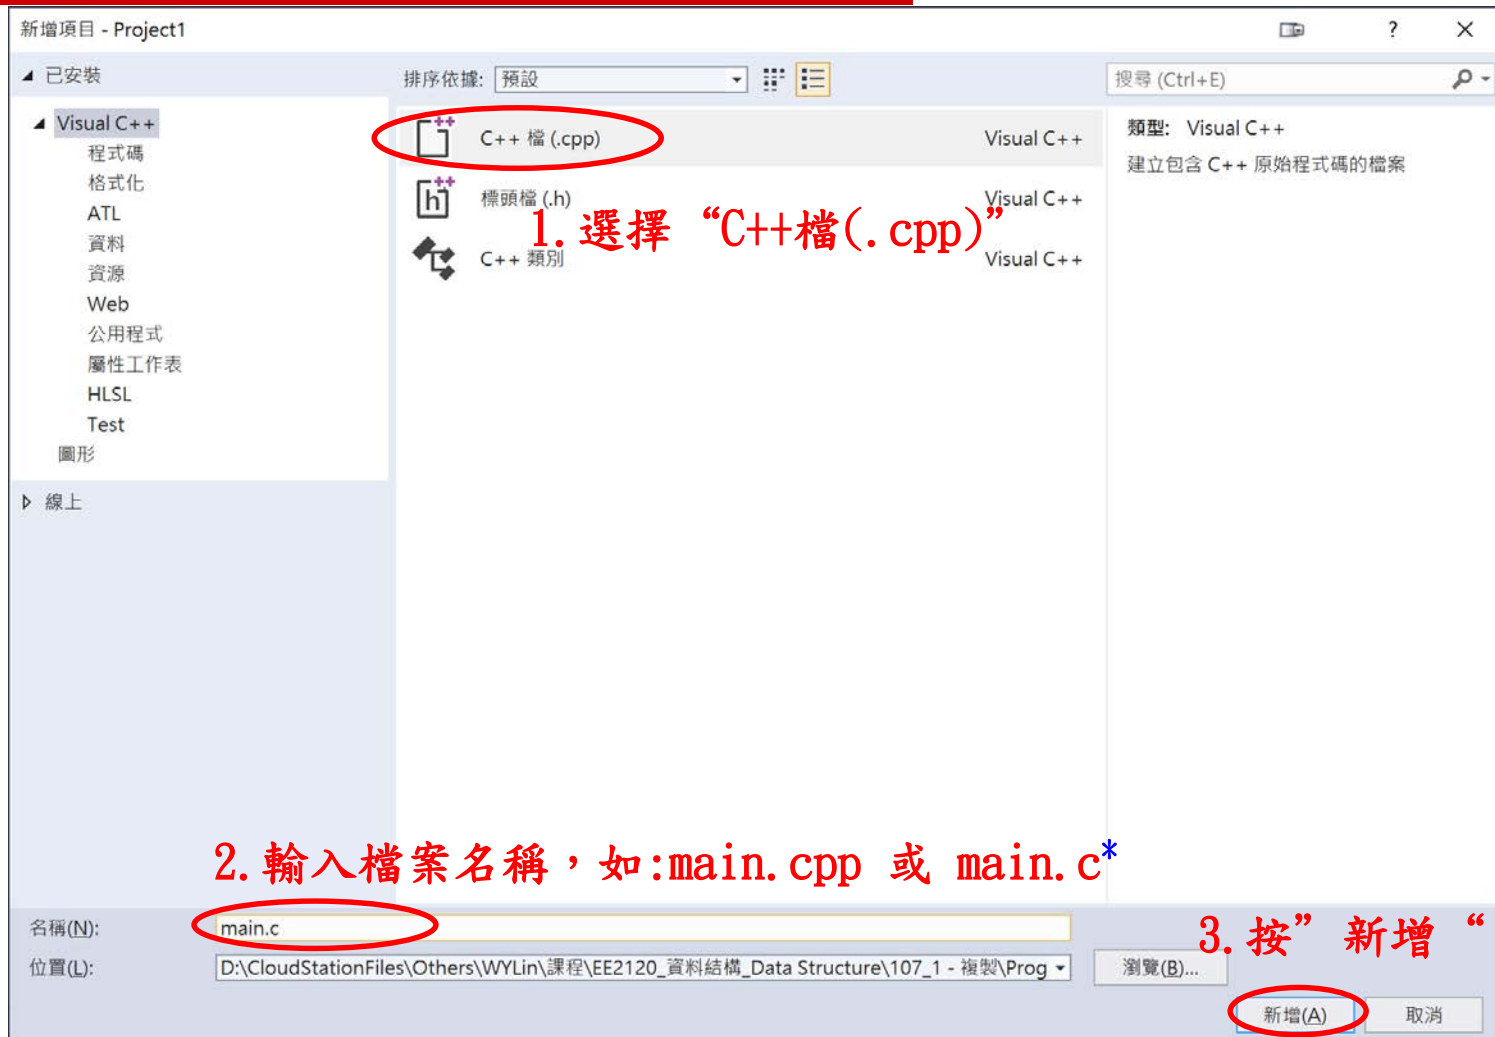 新增項目 - Project1
?
已安裝
排序依據: 預設
搜尋 (Ctrl+E)
Visual C++
程式碼
格式化
ATL
資料
資源
Web
公用程式
屬性工作表
HLSL
Test
圖形
線上
C++ 檔 (.cpp)
Visual C++
標頭檔 (.h)
Visual C++
C++ 類別
Visual C++
類型: Visual C++
建立包含 C++ 原始程式碼的檔案
1.選擇 “C++檔(.cpp)”
2.輸入檔案名稱，如:main.cpp 或 main.c*
名稱(N):
main.c
3.按” 新增 “
位置(L):
D:\CloudStationFiles\Others\WYLin\課程\EE2120_資料結構_Data Structure\107_1 - 複製\Prog
瀏覽(B)...
新增(A)
取消